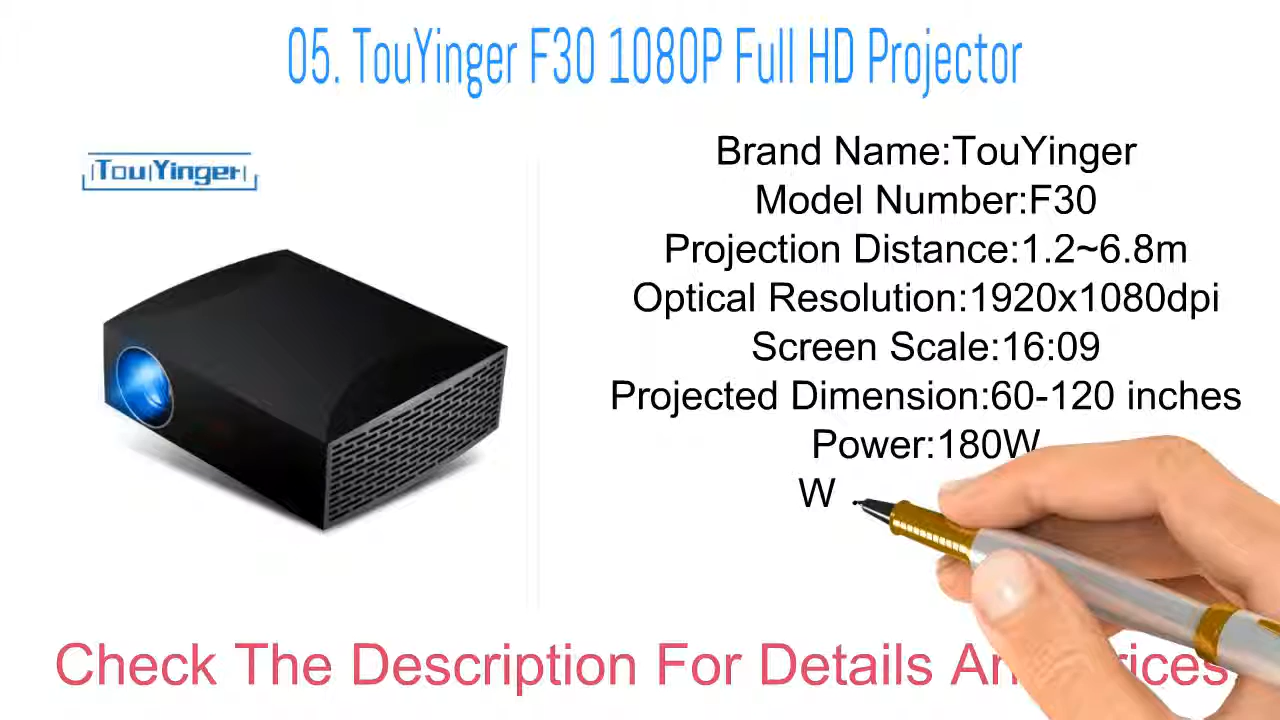 05. TouYinger F30 1080P Full HD Projector
TouYinger
Brand Name:TouYinger
Model Number:F30
Projection Distance:1.2~6.8m
Optical Resolution:1920x1080dpi
Screen Scale:16:09
Projected Dimension:60-120 inches
Power:180W
W
Check The Description For Details